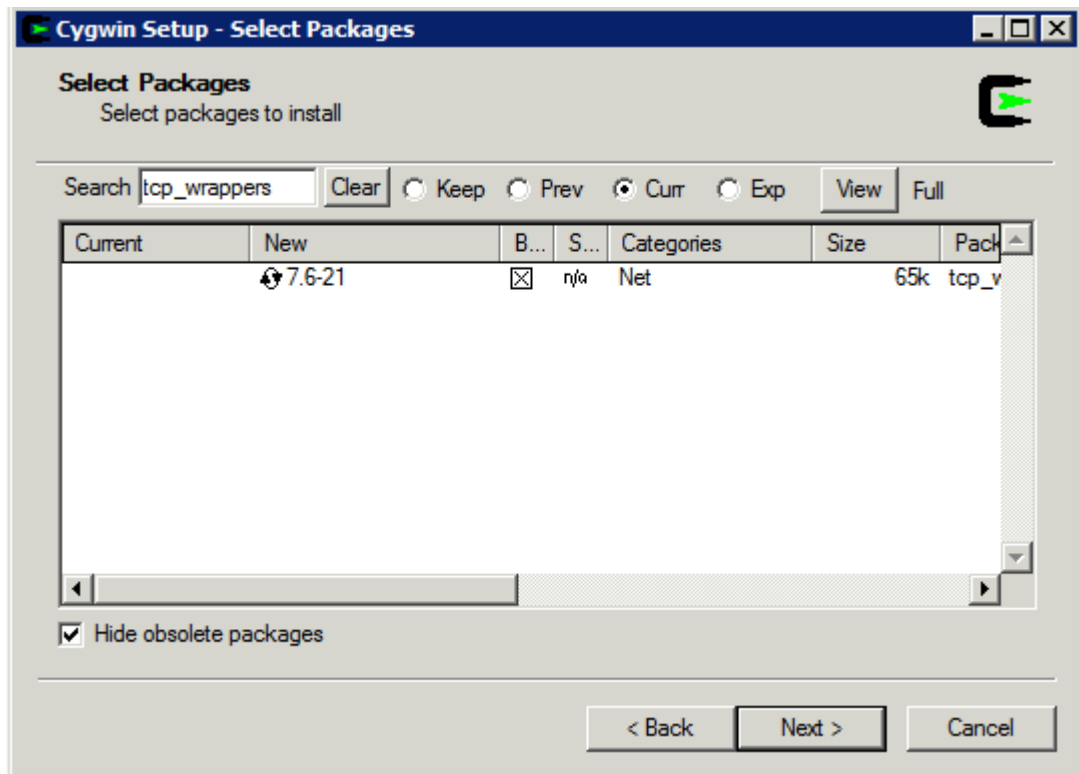 Cygwin Setup - Select Packages
Select Packages
Select packages to install
Search tcp_wrappers Clear Keep Prev Curr Exp View Full
Current New B... S... Categories Size Pack
7.6-21 n/a Net 65k tcp_w
Hide obsolete packages
< Back Next > Cancel